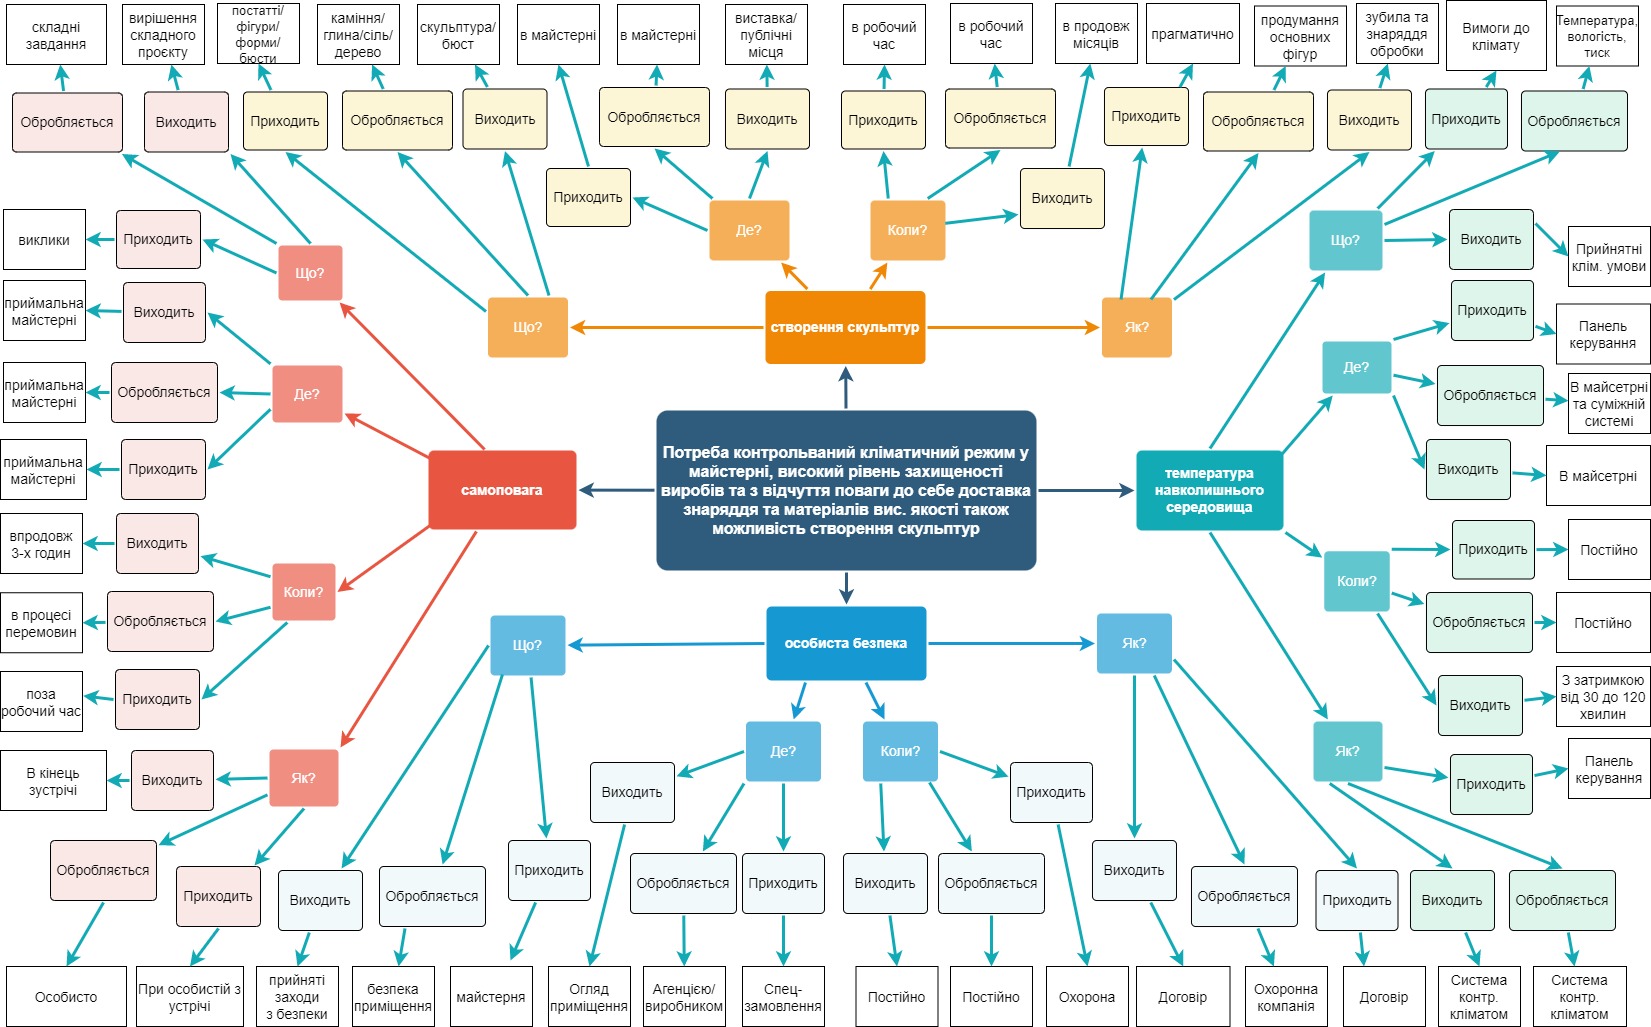 складні
завдання
вирішення
складного
проєкту
постатті/
фігури/
форми/
бюсти
каміння/
глина/сіль/
дерево
скульптура/
бюст
в майстерні
в майстерні
виставка/
публічні
місця
в робочий
час
в робочий
час
в продовж
місяців
прагматично
продумання
основних
фігур
зубила та
знаряддя
обробки
Вимоги до
клімату
Температура,
вологість,
тиск
Обробляється
Виходить
Приходить
Обробляється
Виходить
Обробляється
Виходить
Приходить
Обробляється
Приходить
Обробляється
Виходить
Приходить
Обробляється
Приходить
Виходить
виклики
Приходить
Що?
Де?
Коли?
Що?
Виходить
Прийнятні
клім. умови
приймальна
майстерні
Виходить
Що?
створення скульптур
Як?
Приходить
Панель
керування
приймальна
майстерні
Обробляється
Де?
Де?
Обробляється
В майсетрні
та суміжній
системі
приймальна
майстерні
Приходить
самоповага
Потреба контрольваний кліматичний режим у
майстерні, високий рівень захищеності
виробів та з відчуття поваги до себе доставка
знаряддя та матеріалів вис. якості також
можливість створення скульптур
температура
навколишнього
середовища
Виходить
В майсетрні
впродовж
3-х годин
Виходить
Коли?
Коли?
Приходить
Постійно
в процесі
перемовин
Обробляється
Що?
особиста безпека
Як?
Обробляється
Постійно
поза
робочий час
Приходить
Виходить
З затримкою
від 30 до 120
хвилин
В кінець
зустрічі
Виходить
Як?
Де?
Коли?
Як?
Приходить
Панель
керування
Виходить
Приходить
Обробляється
Приходить
Виходить
Обробляється
Приходить
Обробляється
Приходить
Виходить
Обробляється
Виходить
Обробляється
Приходить
Виходить
Обробляється
Особисто
При особистій з
устрічі
прийняті
заходи
з безпеки
безпека
приміщення
майстерня
Огляд
приміщення
Агенцією/
виробником
Спец-
замовлення
Постійно
Постійно
Охорона
Договір
Охоронна
компанія
Договір
Система
контр.
кліматом
Система
контр.
кліматом